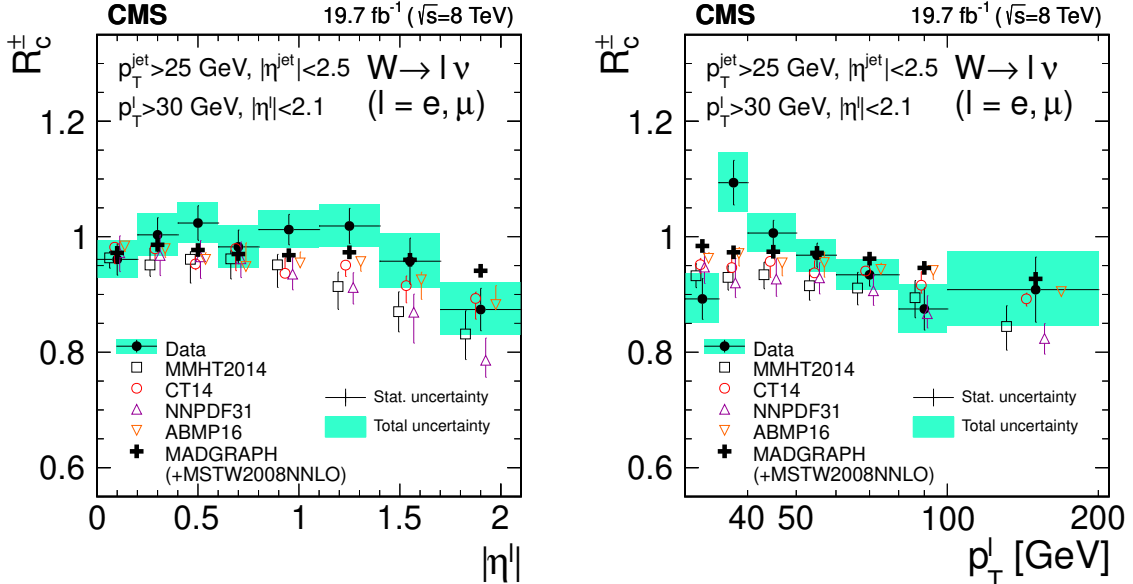 CMS 19.7 fb⁻¹ (√s=8 TeV)
R_c^±
p_T^jet>25 GeV, |η^jet|<2.5 W→l ν
p_T^l>30 GeV, |η^l|<2.1 (l = e, μ)
1.2
1
0.8
0.6
Data
MMHT2014
CT14
NNPDF31
ABMP16
MADGRAPH
(+MSTW2008NNLO)
Stat. uncertainty
Total uncertainty
0 0.5 1 1.5 2
|η^l|
CMS 19.7 fb⁻¹ (√s=8 TeV)
R_c^±
p_T^jet>25 GeV, |η^jet|<2.5 W→l ν
p_T^l>30 GeV, |η^l|<2.1 (l = e, μ)
1.2
1
0.8
0.6
Data
MMHT2014
CT14
NNPDF31
ABMP16
MADGRAPH
(+MSTW2008NNLO)
Stat. uncertainty
Total uncertainty
40 50 100 200
p_T^l [GeV]